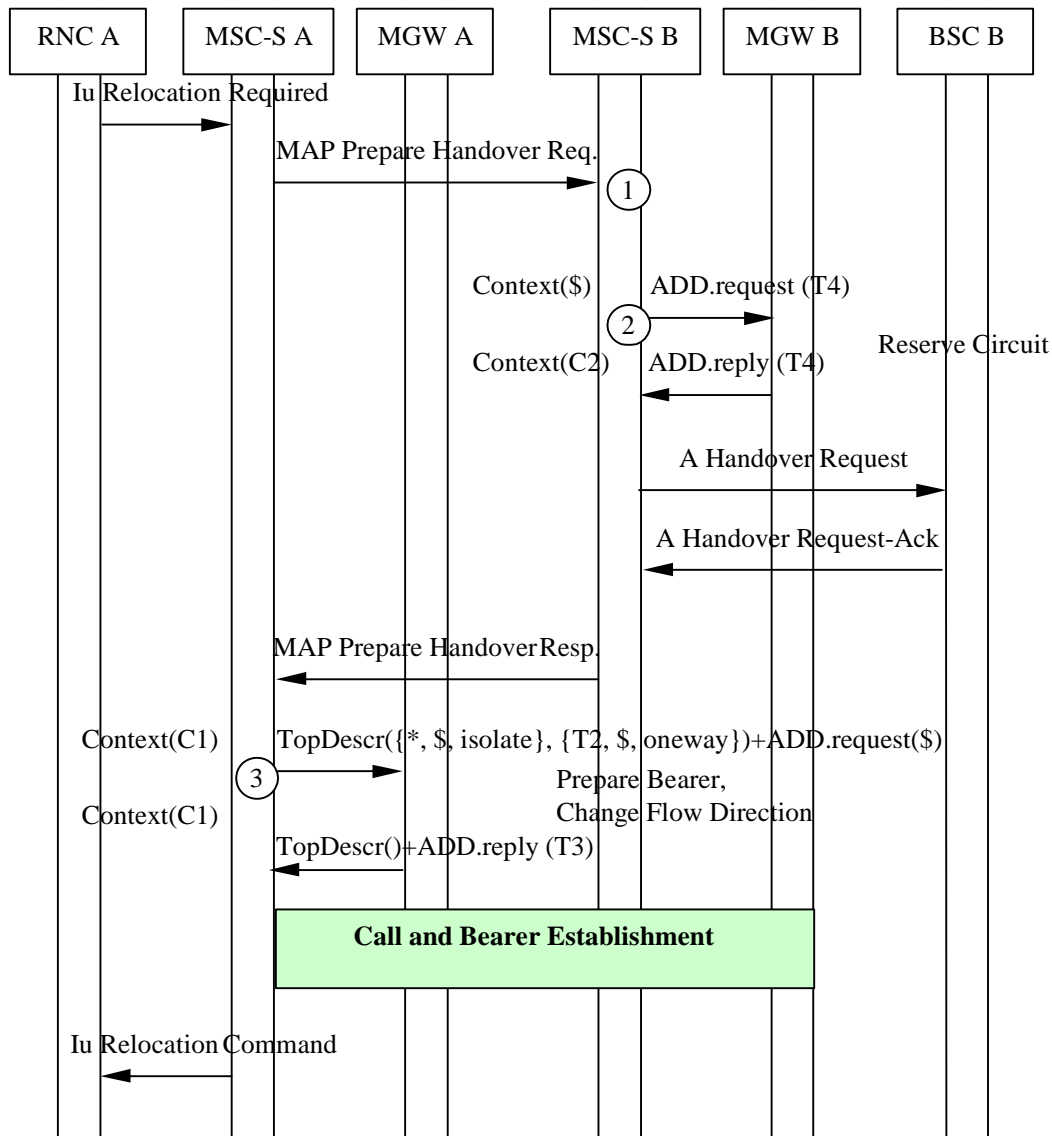 RNC A
MSC-S A
MGW A
MSC-S B
MGW B
BSC B
Iu Relocation Required
MAP Prepare Handover Req.
1
Context($)
ADD.request (T4)
2
Reserve Circuit
Context(C2)
ADD.reply (T4)
A Handover Request
A Handover Request-Ack
MAP Prepare Handover Resp.
Context(C1)
TopDescr({*, $, isolate}, {T2, $, oneway})+ADD.request($)
3
Prepare Bearer,
Change Flow Direction
Context(C1)
TopDescr()+ADD.reply (T3)
Call and Bearer Establishment
Iu Relocation Command